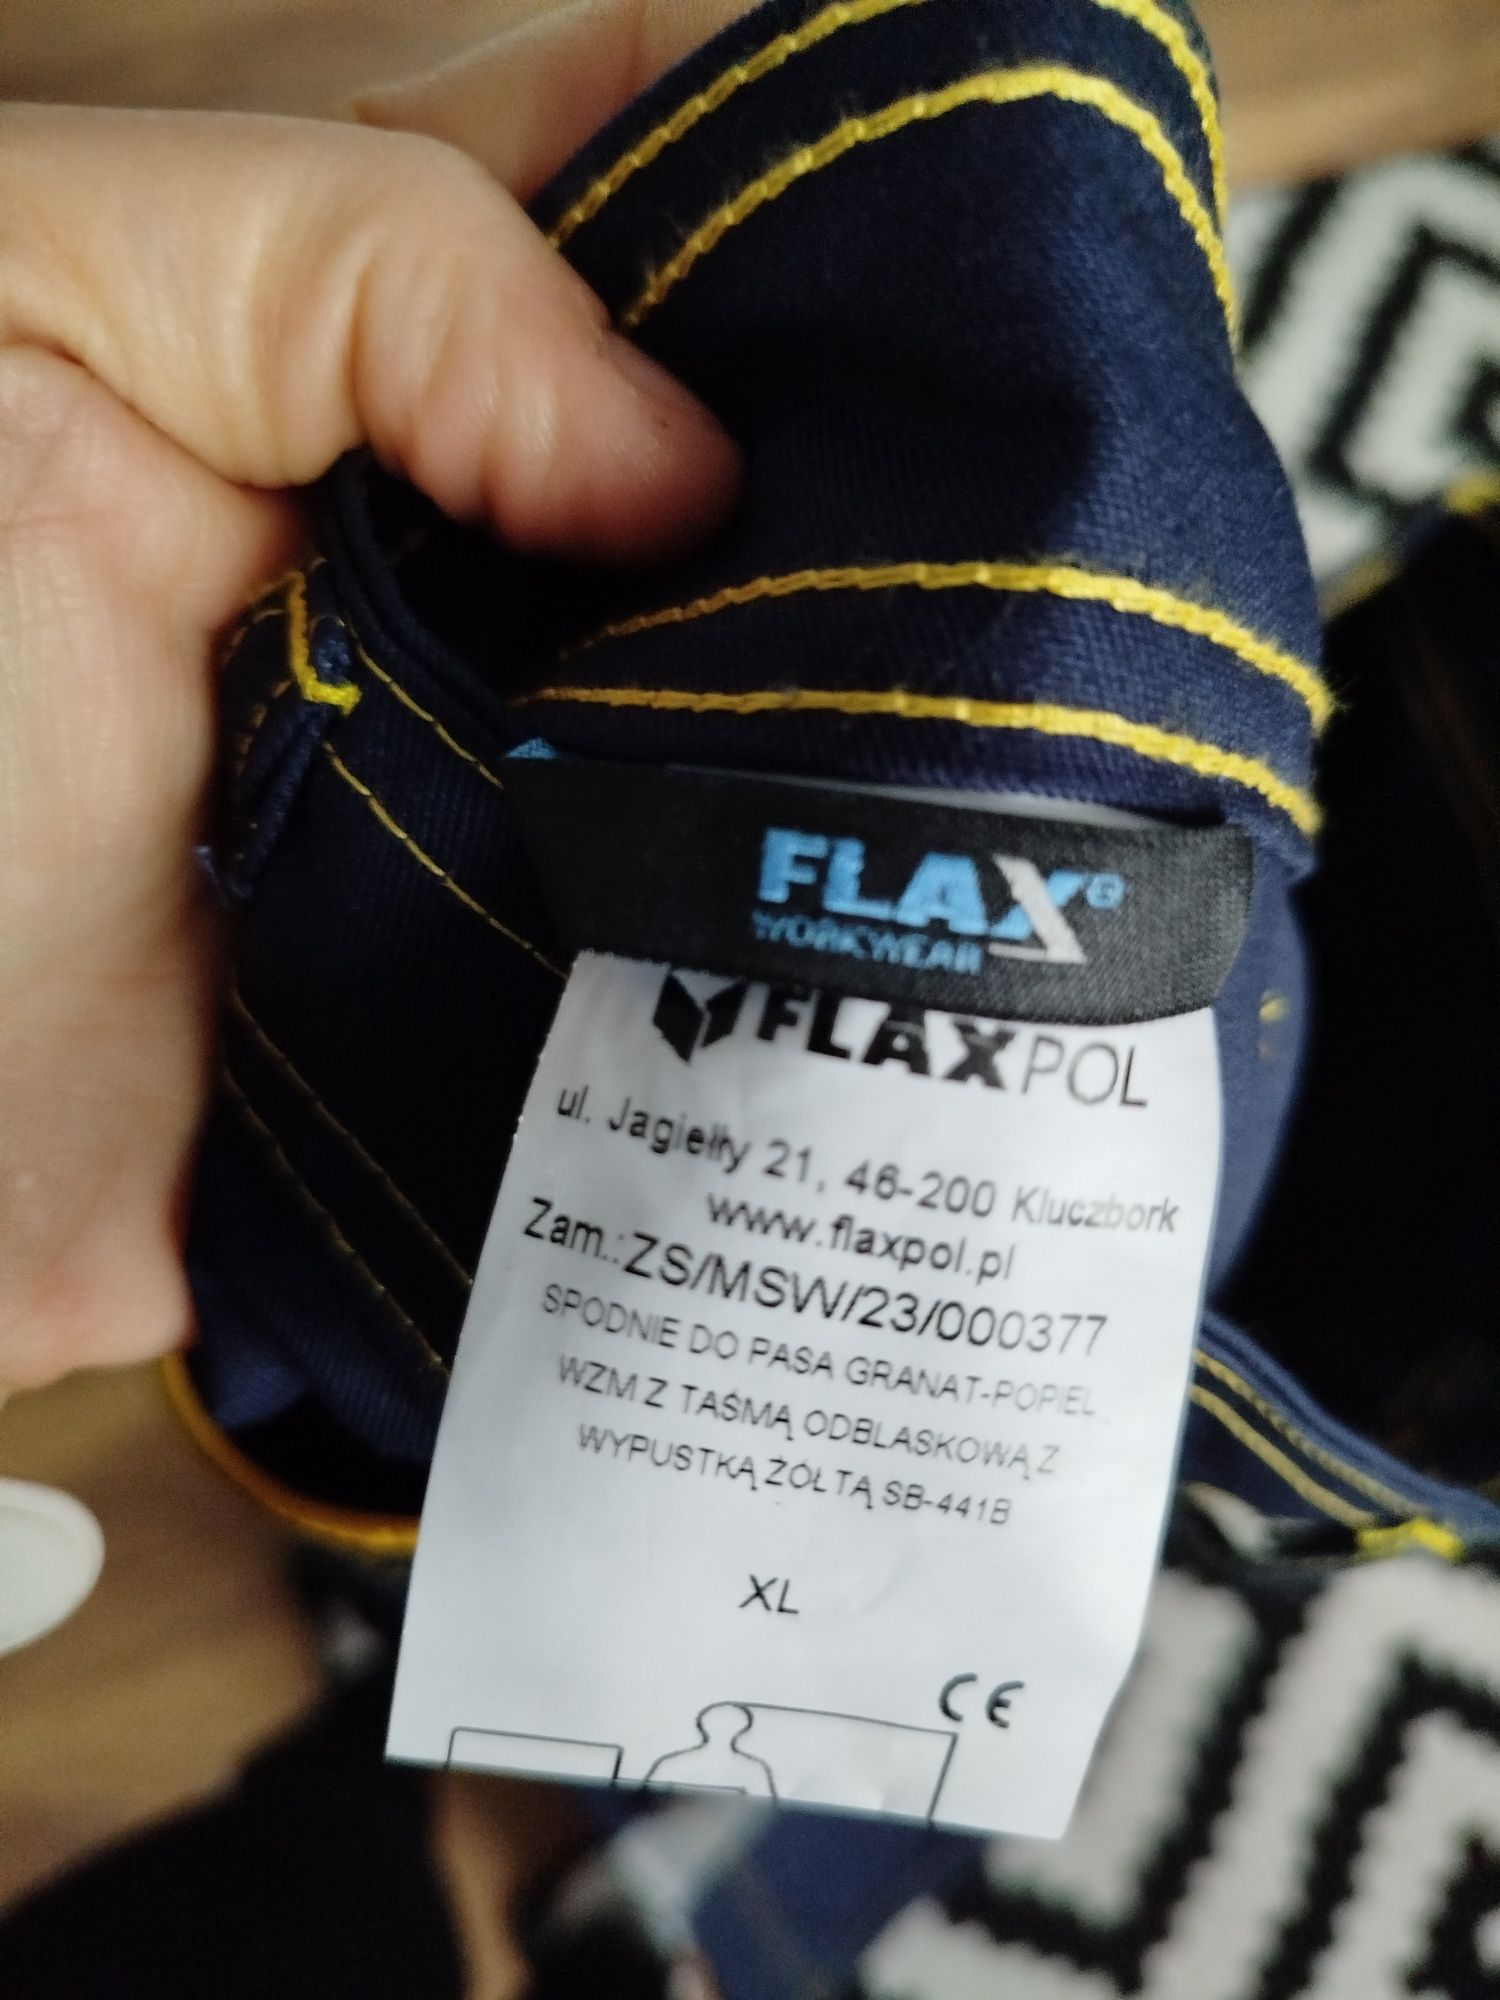 FLAX®
WORKWEAR
FLAXPOL
ul. Jagiełły 21, 46-200 Kluczbork
www.flaxpol.pl
Zam.:ZS/MSW/23/000377
SPODNIE DO PASA GRANAT-POPIEL
WZM Z TAŚMĄ ODBLASKOWĄ Z
WYPUSTKĄ ŻÓŁTĄ SB-441B
XL
CE